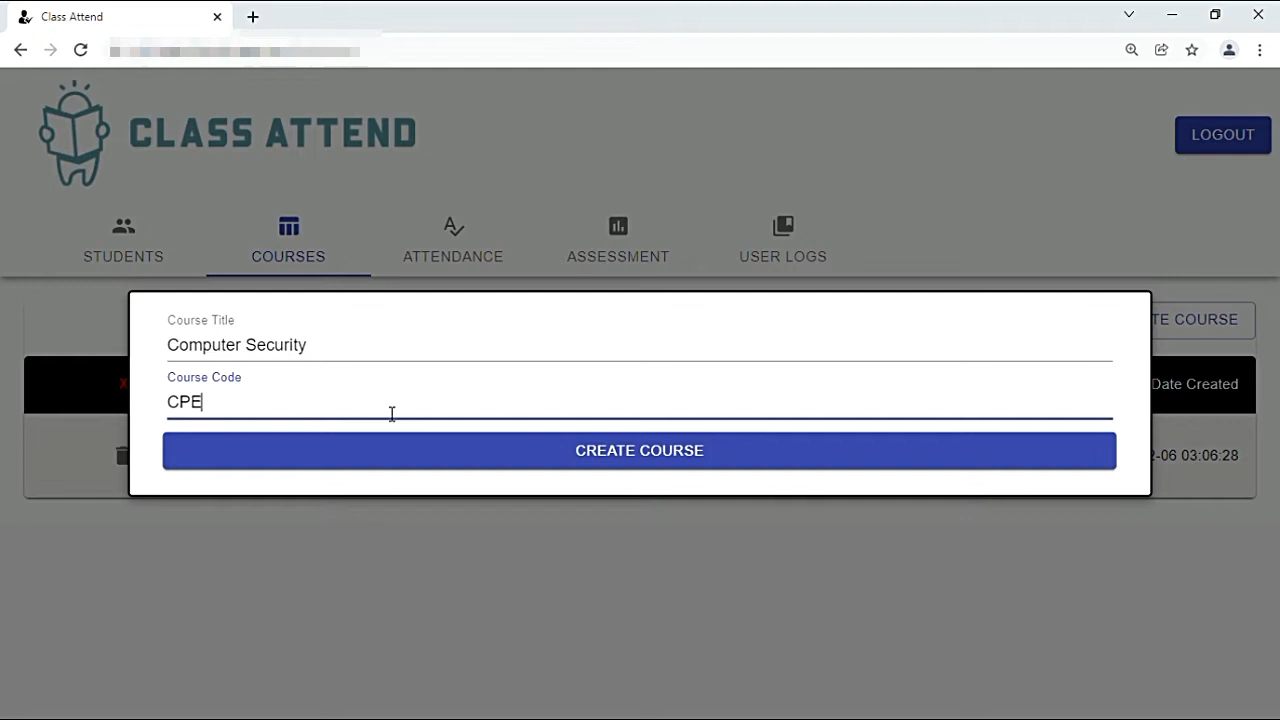 Class Attend
CLASS ATTEND
LOGOUT
STUDENTS
COURSES
ATTENDANCE
ASSESSMENT
USER LOGS
Course Title
Computer Security
Course Code
CPE
CREATE COURSE
TE COURSE
X
Date Created
2-06 03:06:28